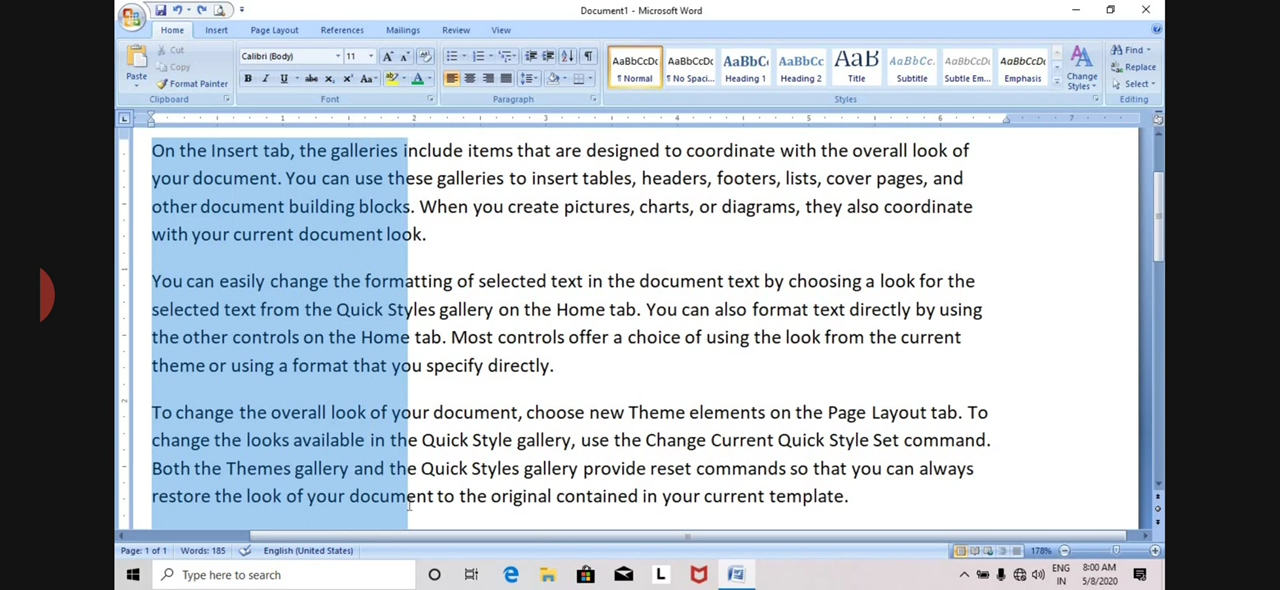 Document1 - Microsoft Word
Home Insert Page Layout References Mailings Review View
Paste
Cut
Copy
Format Painter
Clipboard
Calibri (Body) 11
B I U abc x₂ x² Aa
Font
Paragraph
AaBbCcDc AaBbCcDc AaBbC AaBbCc AaB AaBbCc. AaBbCcDc AaBbCcDc
¶ Normal ¶ No Spaci... Heading 1 Heading 2 Title Subtitle Subtle Em... Emphasis
Change
Styles
Styles
Find
Replace
Select
Editing
1 2 3 4 5 6 7
On the Insert tab, the galleries include items that are designed to coordinate with the overall look of
your document. You can use these galleries to insert tables, headers, footers, lists, cover pages, and
other document building blocks. When you create pictures, charts, or diagrams, they also coordinate
with your current document look.
You can easily change the formatting of selected text in the document text by choosing a look for the
selected text from the Quick Styles gallery on the Home tab. You can also format text directly by using
the other controls on the Home tab. Most controls offer a choice of using the look from the current
theme or using a format that you specify directly.
To change the overall look of your document, choose new Theme elements on the Page Layout tab. To
change the looks available in the Quick Style gallery, use the Change Current Quick Style Set command.
Both the Themes gallery and the Quick Styles gallery provide reset commands so that you can always
restore the look of your document to the original contained in your current template.
Page: 1 of 1 Words: 185 English (United States) 178%
Type here to search
L
ENG
IN
8:00 AM
5/8/2020